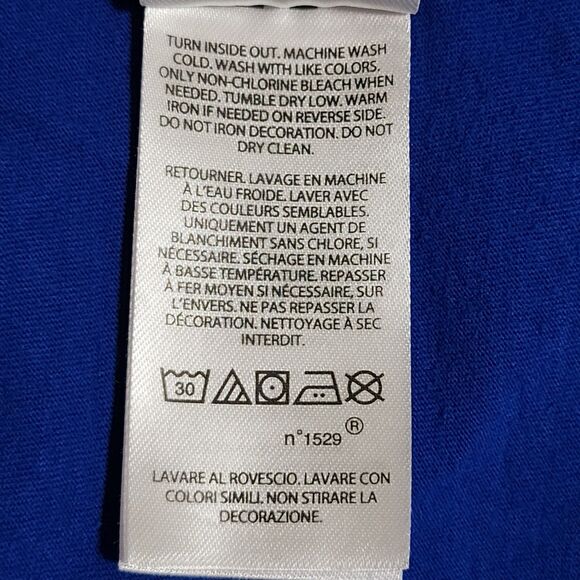 TURN INSIDE OUT. MACHINE WASH
COLD. WASH WITH LIKE COLORS.
ONLY NON-CHLORINE BLEACH WHEN
NEEDED. TUMBLE DRY LOW. WARM
IRON IF NEEDED ON REVERSE SIDE.
DO NOT IRON DECORATION. DO NOT
DRY CLEAN.
RETOURNER. LAVAGE EN MACHINE
À L'EAU FROIDE. LAVER AVEC
DES COULEURS SEMBLABLES.
UNIQUEMENT UN AGENT DE
BLANCHIMENT SANS CHLORE, SI
NÉCESSAIRE. SÉCHAGE EN MACHINE
À BASSE TEMPÉRATURE. REPASSER
À FER MOYEN SI NÉCESSAIRE, SUR
L'ENVERS. NE PAS REPASSER LA
DÉCORATION. NETTOYAGE À SEC
INTERDIT.
30
n°1529 ®
LAVARE AL ROVESCIO. LAVARE CON
COLORI SIMILI. NON STIRARE LA
DECORAZIONE.